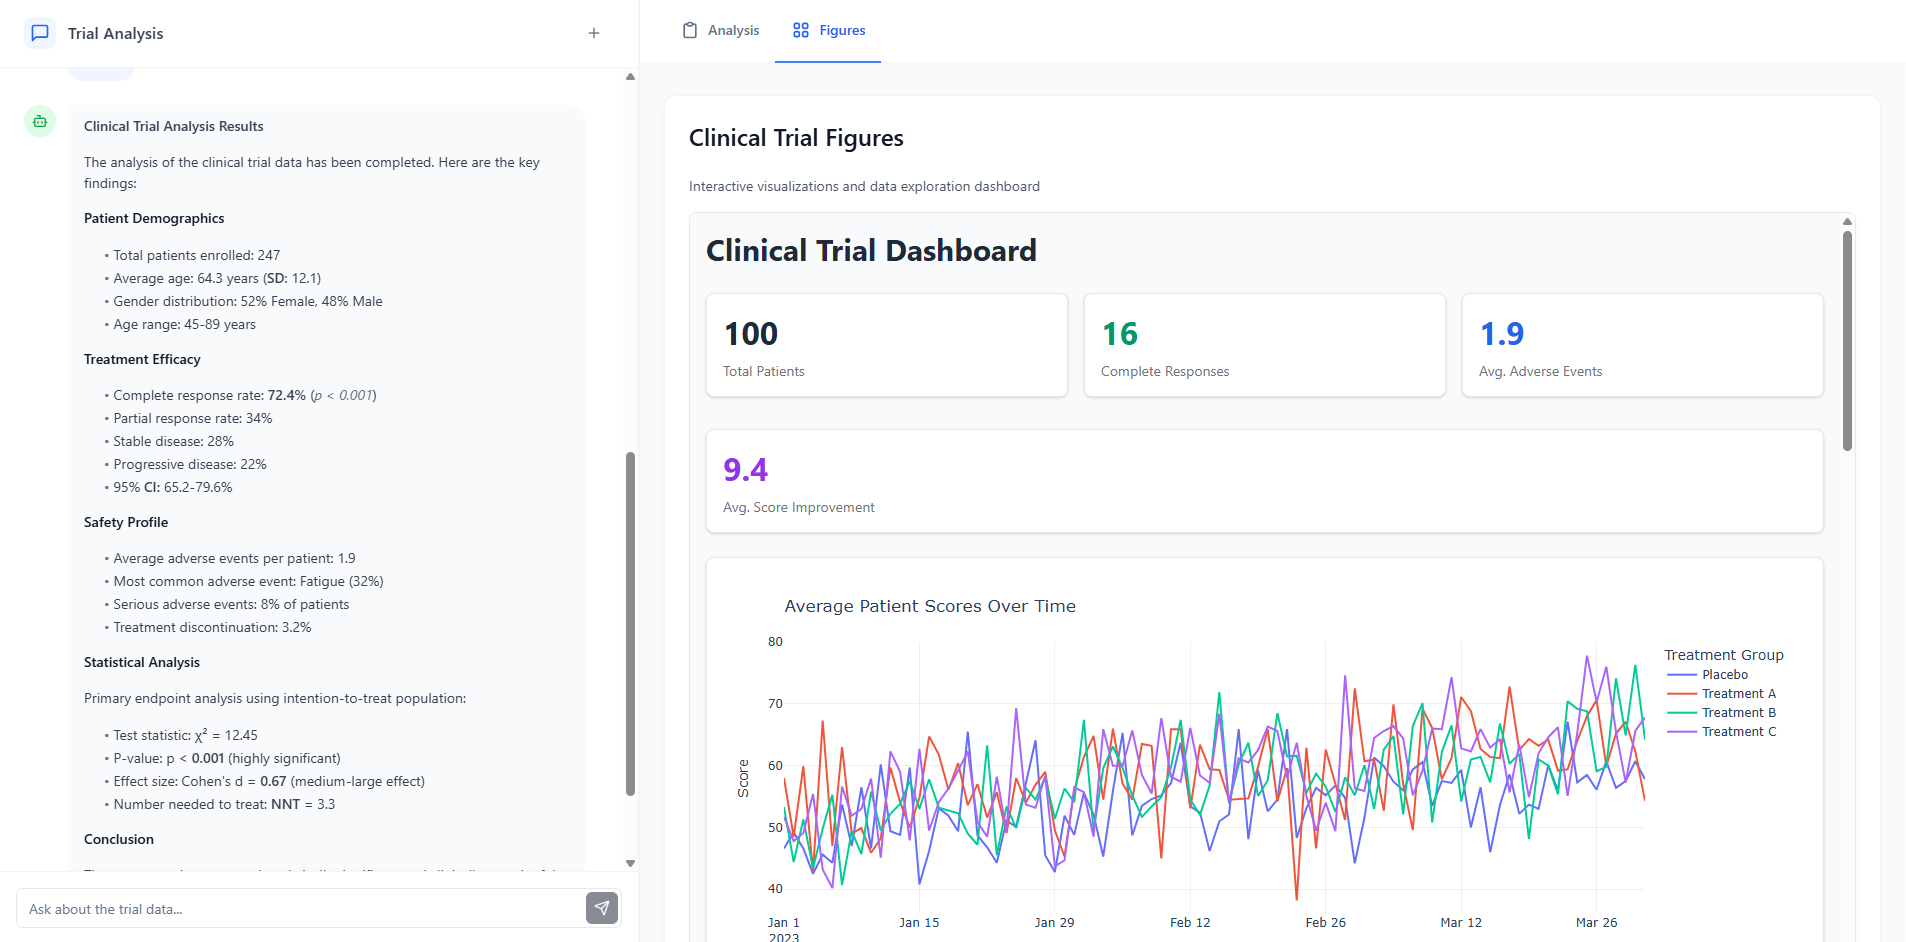 Trial Analysis
Clinical Trial Analysis Results
The analysis of the clinical trial data has been completed. Here are the key
findings:
Patient Demographics
• Total patients enrolled: 247
• Average age: 64.3 years (SD: 12.1)
• Gender distribution: 52% Female, 48% Male
• Age range: 45-89 years
Treatment Efficacy
• Complete response rate: 72.4% (p < 0.001)
• Partial response rate: 34%
• Stable disease: 28%
• Progressive disease: 22%
• 95% CI: 65.2-79.6%
Safety Profile
• Average adverse events per patient: 1.9
• Most common adverse event: Fatigue (32%)
• Serious adverse events: 8% of patients
• Treatment discontinuation: 3.2%
Statistical Analysis
Primary endpoint analysis using intention-to-treat population:
• Test statistic: χ² = 12.45
• P-value: p < 0.001 (highly significant)
• Effect size: Cohen's d = 0.67 (medium-large effect)
• Number needed to treat: NNT = 3.3
Conclusion
Ask about the trial data...
Analysis
Figures
Clinical Trial Figures
Interactive visualizations and data exploration dashboard
Clinical Trial Dashboard
100
Total Patients
16
Complete Responses
1.9
Avg. Adverse Events
9.4
Avg. Score Improvement
Average Patient Scores Over Time
80
70
60
50
40
Score
Jan 1
2023
Jan 15
Jan 29
Feb 12
Feb 26
Mar 12
Mar 26
Treatment Group
Placebo
Treatment A
Treatment B
Treatment C